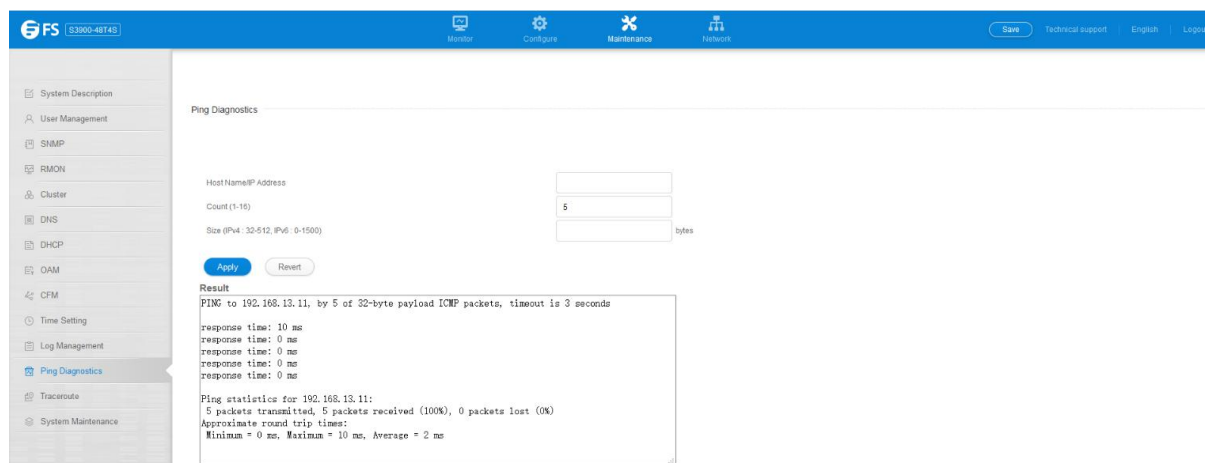 FS S3900-48T4S
Monitor
Configure
Maintenance
Network
Save
Technical support
English
Logou
System Description
User Management
SNMP
RMON
Cluster
DNS
DHCP
OAM
CFM
Time Setting
Log Management
Ping Diagnostics
Traceroute
System Maintenance
Ping Diagnostics
Host Name/IP Address
Count (1-16)
5
Size (IPv4 : 32-512, IPv6 : 0-1500)
bytes
Apply
Revert
Result
PING to 192.168.13.11, by 5 of 32-byte payload ICMP packets, timeout is 3 seconds
response time: 10 ms
response time: 0 ms
response time: 0 ms
response time: 0 ms
response time: 0 ms
Ping statistics for 192.168.13.11:
5 packets transmitted, 5 packets received (100%), 0 packets lost (0%)
Approximate round trip times:
Minimum = 0 ms, Maximum = 10 ms, Average = 2 ms